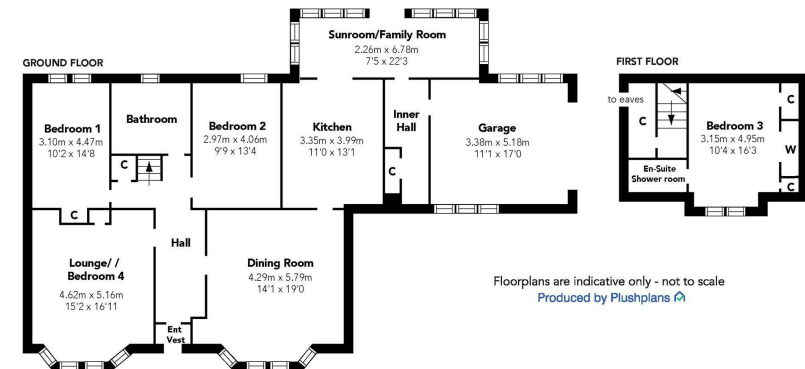 GROUND FLOOR
Sunroom/Family Room
2.26m x 6.78m
7'5 x 22'3
Bedroom 1
3.10m x 4.47m
10'2 x 14'8
Bathroom
Bedroom 2
2.97m x 4.06m
9'9 x 13'4
Kitchen
3.35m x 3.99m
11'0 x 13'1
Inner
Hall
Garage
3.38m x 5.18m
11'1 x 17'0
C
C
C
Hall
Lounge/ /
Bedroom 4
4.62m x 5.16m
15'2 x 16'11
Dining Room
4.29m x 5.79m
14'1 x 19'0
Ent
Vest
FIRST FLOOR
to eaves
C
Bedroom 3
3.15m x 4.95m
10'4 x 16'3
C
W
C
En-Suite
Shower room
Floorplans are indicative only - not to scale
Produced by Plushplans